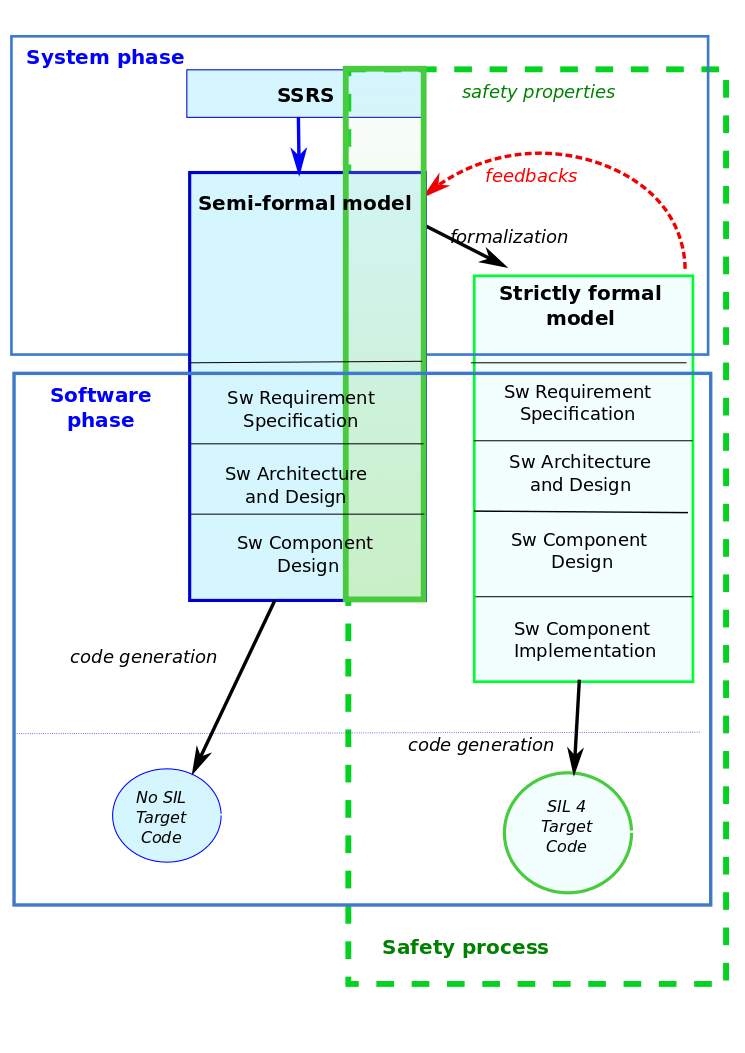 System phase
SSRS
safety properties
feedbacks
Semi-formal model
formalization
Strictly formal
model
Software
phase
Sw Requirement
Specification
Sw Architecture
and Design
Sw Component
Design
Sw Requirement
Specification
Sw Architecture
and Design
Sw Component
Design
Sw Component
Implementation
code generation
code generation
No SIL
Target
Code
SIL 4
Target
Code
Safety process